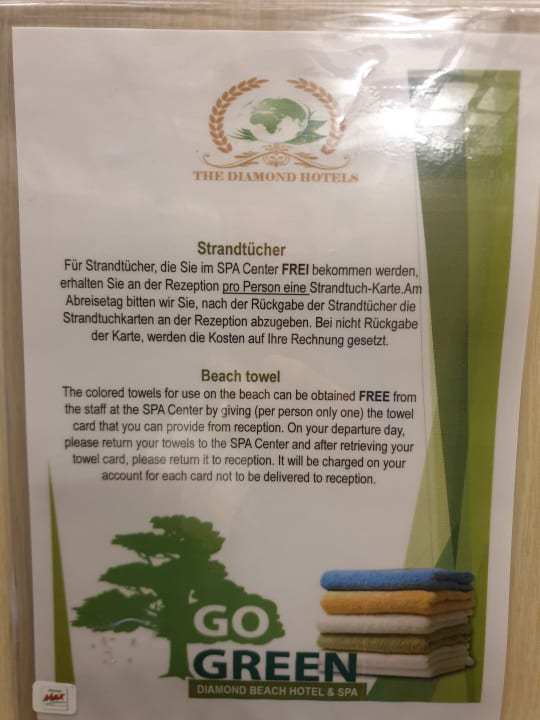 THE DIAMOND HOTELS
Strandtücher
Für Strandtücher, die Sie im SPA Center FREI bekommen werden,
erhalten Sie an der Rezeption pro Person eine Strandtuch-Karte.Am
Abreisetag bitten wir Sie, nach der Rückgabe der Strandtücher die
Strandtuchkarten an der Rezeption abzugeben. Bei nicht Rückgabe
der Karte, werden die Kosten auf Ihre Rechnung gesetzt.
Beach towel
The colored towels for use on the beach can be obtained FREE from
the staff at the SPA Center by giving (per person only one) the towel
card that you can provide from reception. On your departure day,
please return your towels to the SPA Center and after retrieving your
towel card, please return it to reception. It will be charged on your
account for each card not to be delivered to reception.
GO
GREEN
DIAMOND BEACH HOTEL & SPA
MAX